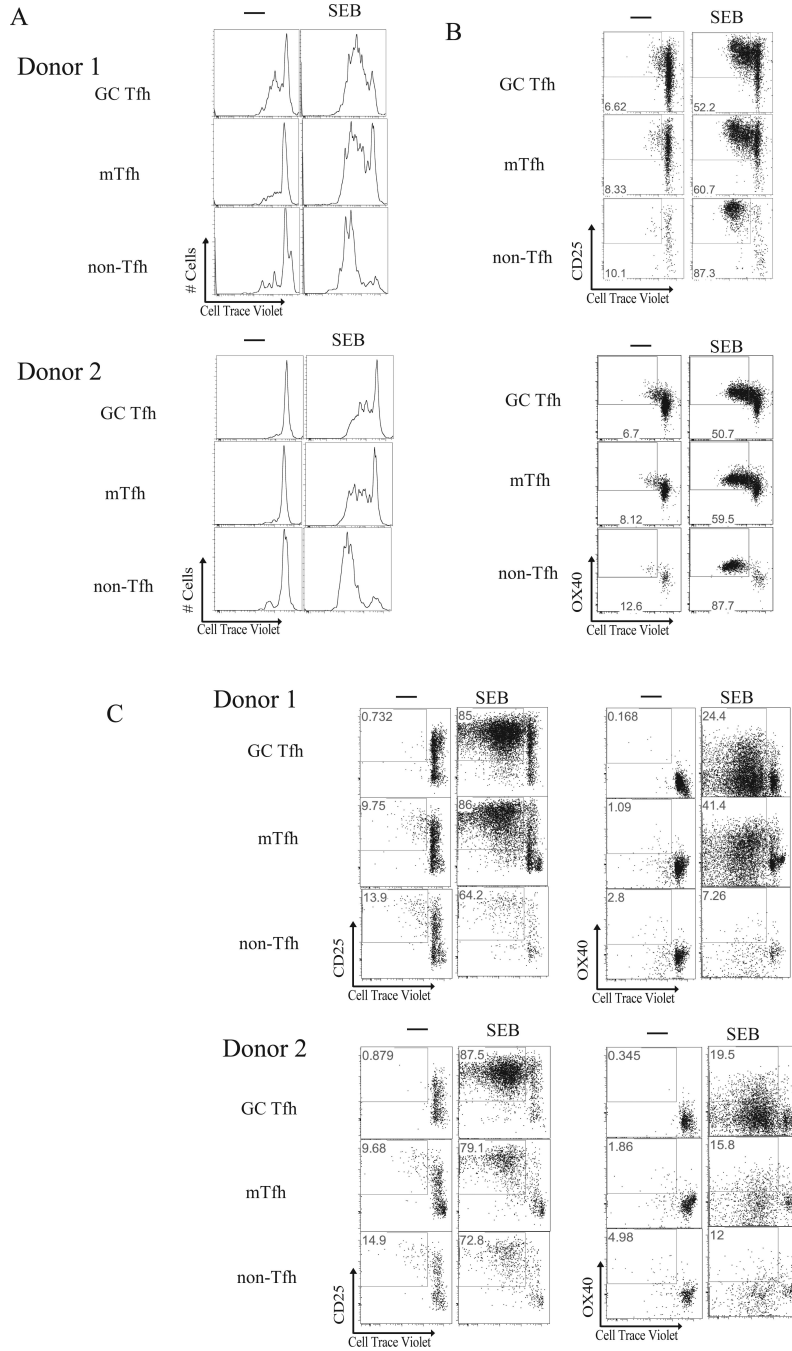 A
— SEB
Donor 1
GC Tfh
mTfh
non-Tfh
# Cells
Cell Trace Violet
— SEB
Donor 2
GC Tfh
mTfh
non-Tfh
# Cells
Cell Trace Violet
B
— SEB
GC Tfh
6.62 52.2
mTfh
8.33 60.7
non-Tfh
10.1 87.3
CD25
Cell Trace Violet
— SEB
GC Tfh
6.7 50.7
mTfh
8.12 59.5
non-Tfh
12.6 87.7
OX40
Cell Trace Violet
C
Donor 1
— SEB — SEB
0.732 85 0.168 24.4
GC Tfh
9.75 86 1.09 41.4
mTfh
13.9 64.2 2.8 7.26
non-Tfh
CD25 OX40
Cell Trace Violet Cell Trace Violet
Donor 2
— SEB — SEB
0.879 87.5 0.345 19.5
GC Tfh
9.68 79.1 1.86 15.8
mTfh
14.9 72.8 4.98 12
non-Tfh
CD25 OX40
Cell Trace Violet Cell Trace Violet